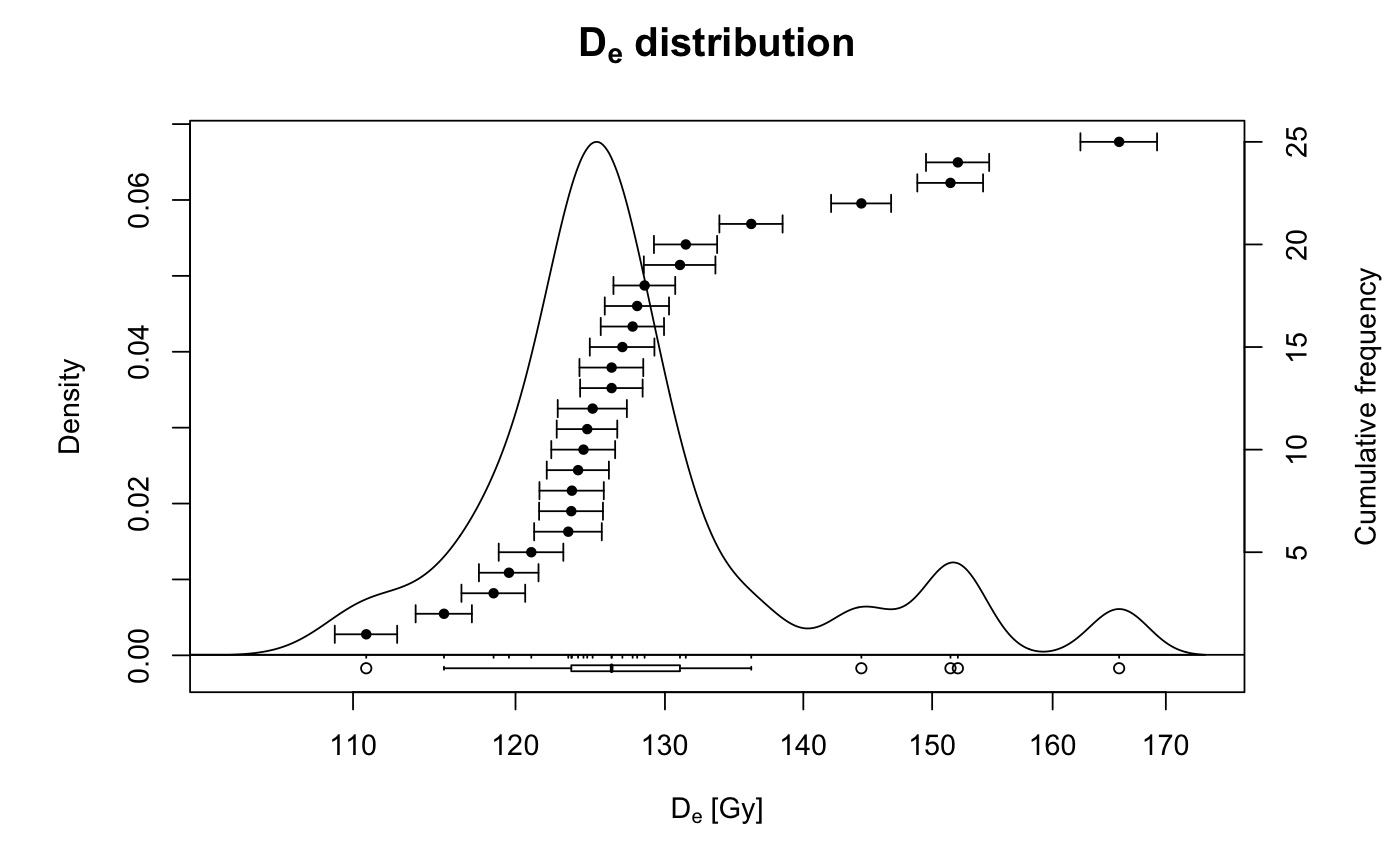 De distribution
Density
0.00 0.02 0.04 0.06
5 10 15 20 25
Cumulative frequency
110 120 130 140 150 160 170
De [Gy]